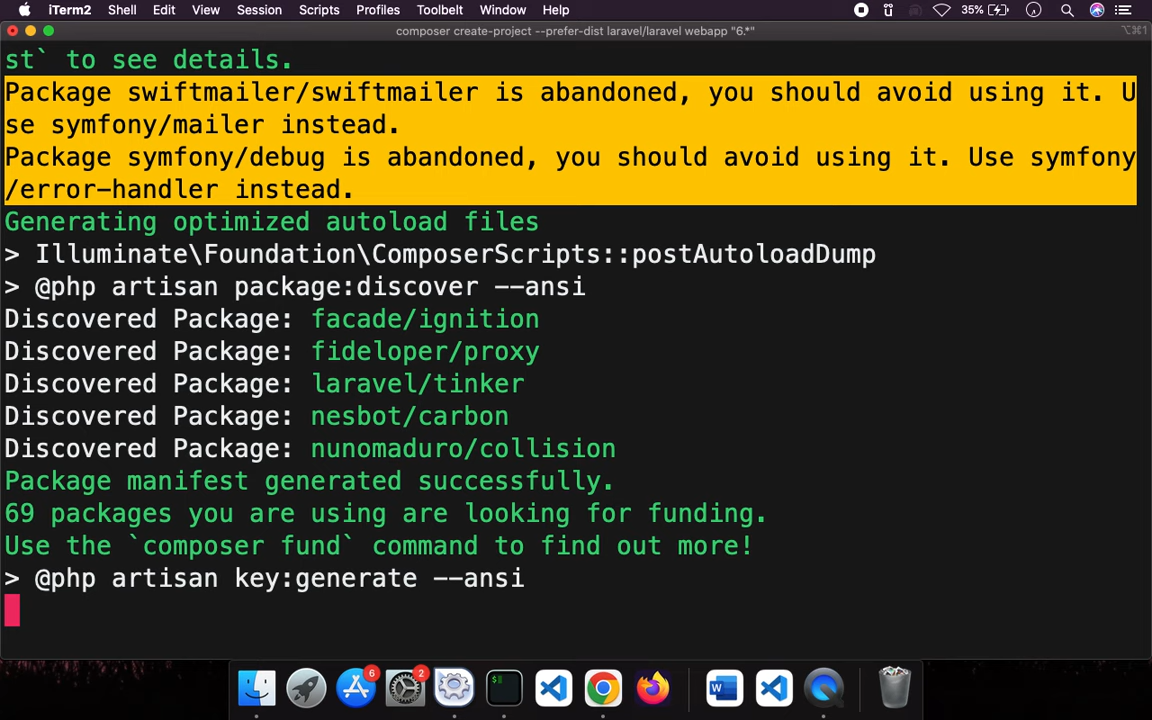 iTerm2 Shell Edit View Session Scripts Profiles Toolbelt Window Help 35%
composer create-project --prefer-dist laravel/laravel webapp "6.*" ⌥⌘1
st` to see details.
Package swiftmailer/swiftmailer is abandoned, you should avoid using it. U
se symfony/mailer instead.
Package symfony/debug is abandoned, you should avoid using it. Use symfony
/error-handler instead.
Generating optimized autoload files
> Illuminate\Foundation\ComposerScripts::postAutoloadDump
> @php artisan package:discover --ansi
Discovered Package: facade/ignition
Discovered Package: fideloper/proxy
Discovered Package: laravel/tinker
Discovered Package: nesbot/carbon
Discovered Package: nunomaduro/collision
Package manifest generated successfully.
69 packages you are using are looking for funding.
Use the `composer fund` command to find out more!
> @php artisan key:generate --ansi
6 2